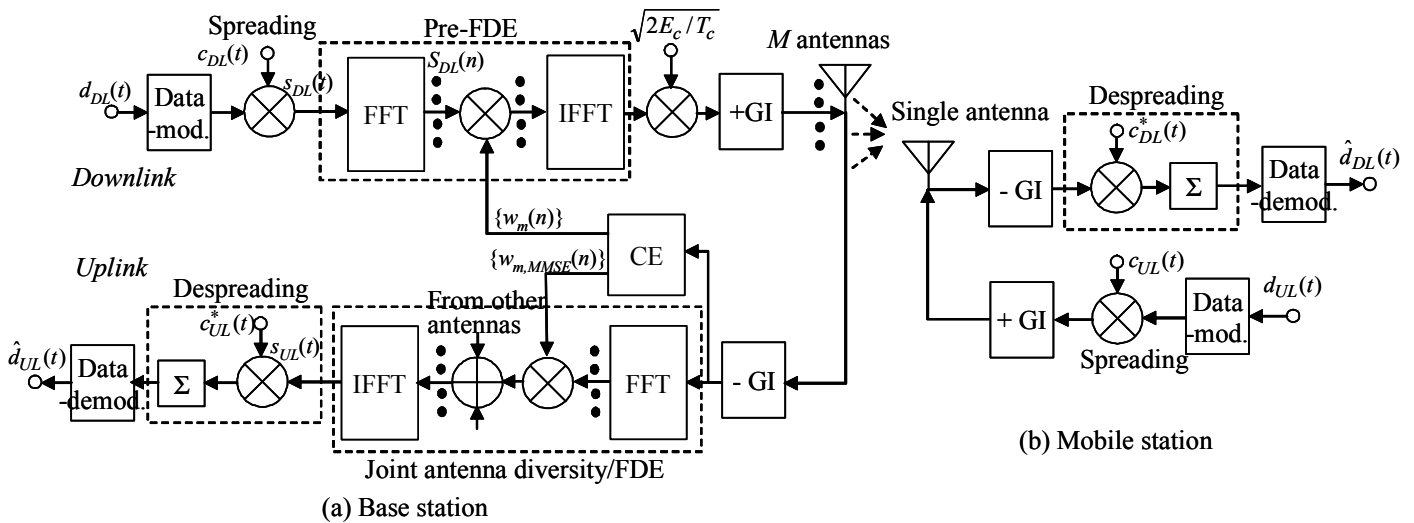 Spreading
c_DL(t)
d_DL(t)
Data
-mod.
s_DL(t)
Pre-FDE
FFT
S_DL(n)
IFFT
√2E_c/T_c
+GI
M antennas
Single antenna
Despreading
c*_DL(t)
- GI
Σ
Data
-demod.
d̂_DL(t)
Downlink
{w_m(n)}
{w_m,MMSE(n)}
CE
Uplink
Despreading
c*_UL(t)
s_UL(t)
d̂_UL(t)
Data
-demod.
Σ
IFFT
From other
antennas
FFT
- GI
Joint antenna diversity/FDE
(a) Base station
c_UL(t)
+ GI
Data
-mod.
d_UL(t)
Spreading
(b) Mobile station